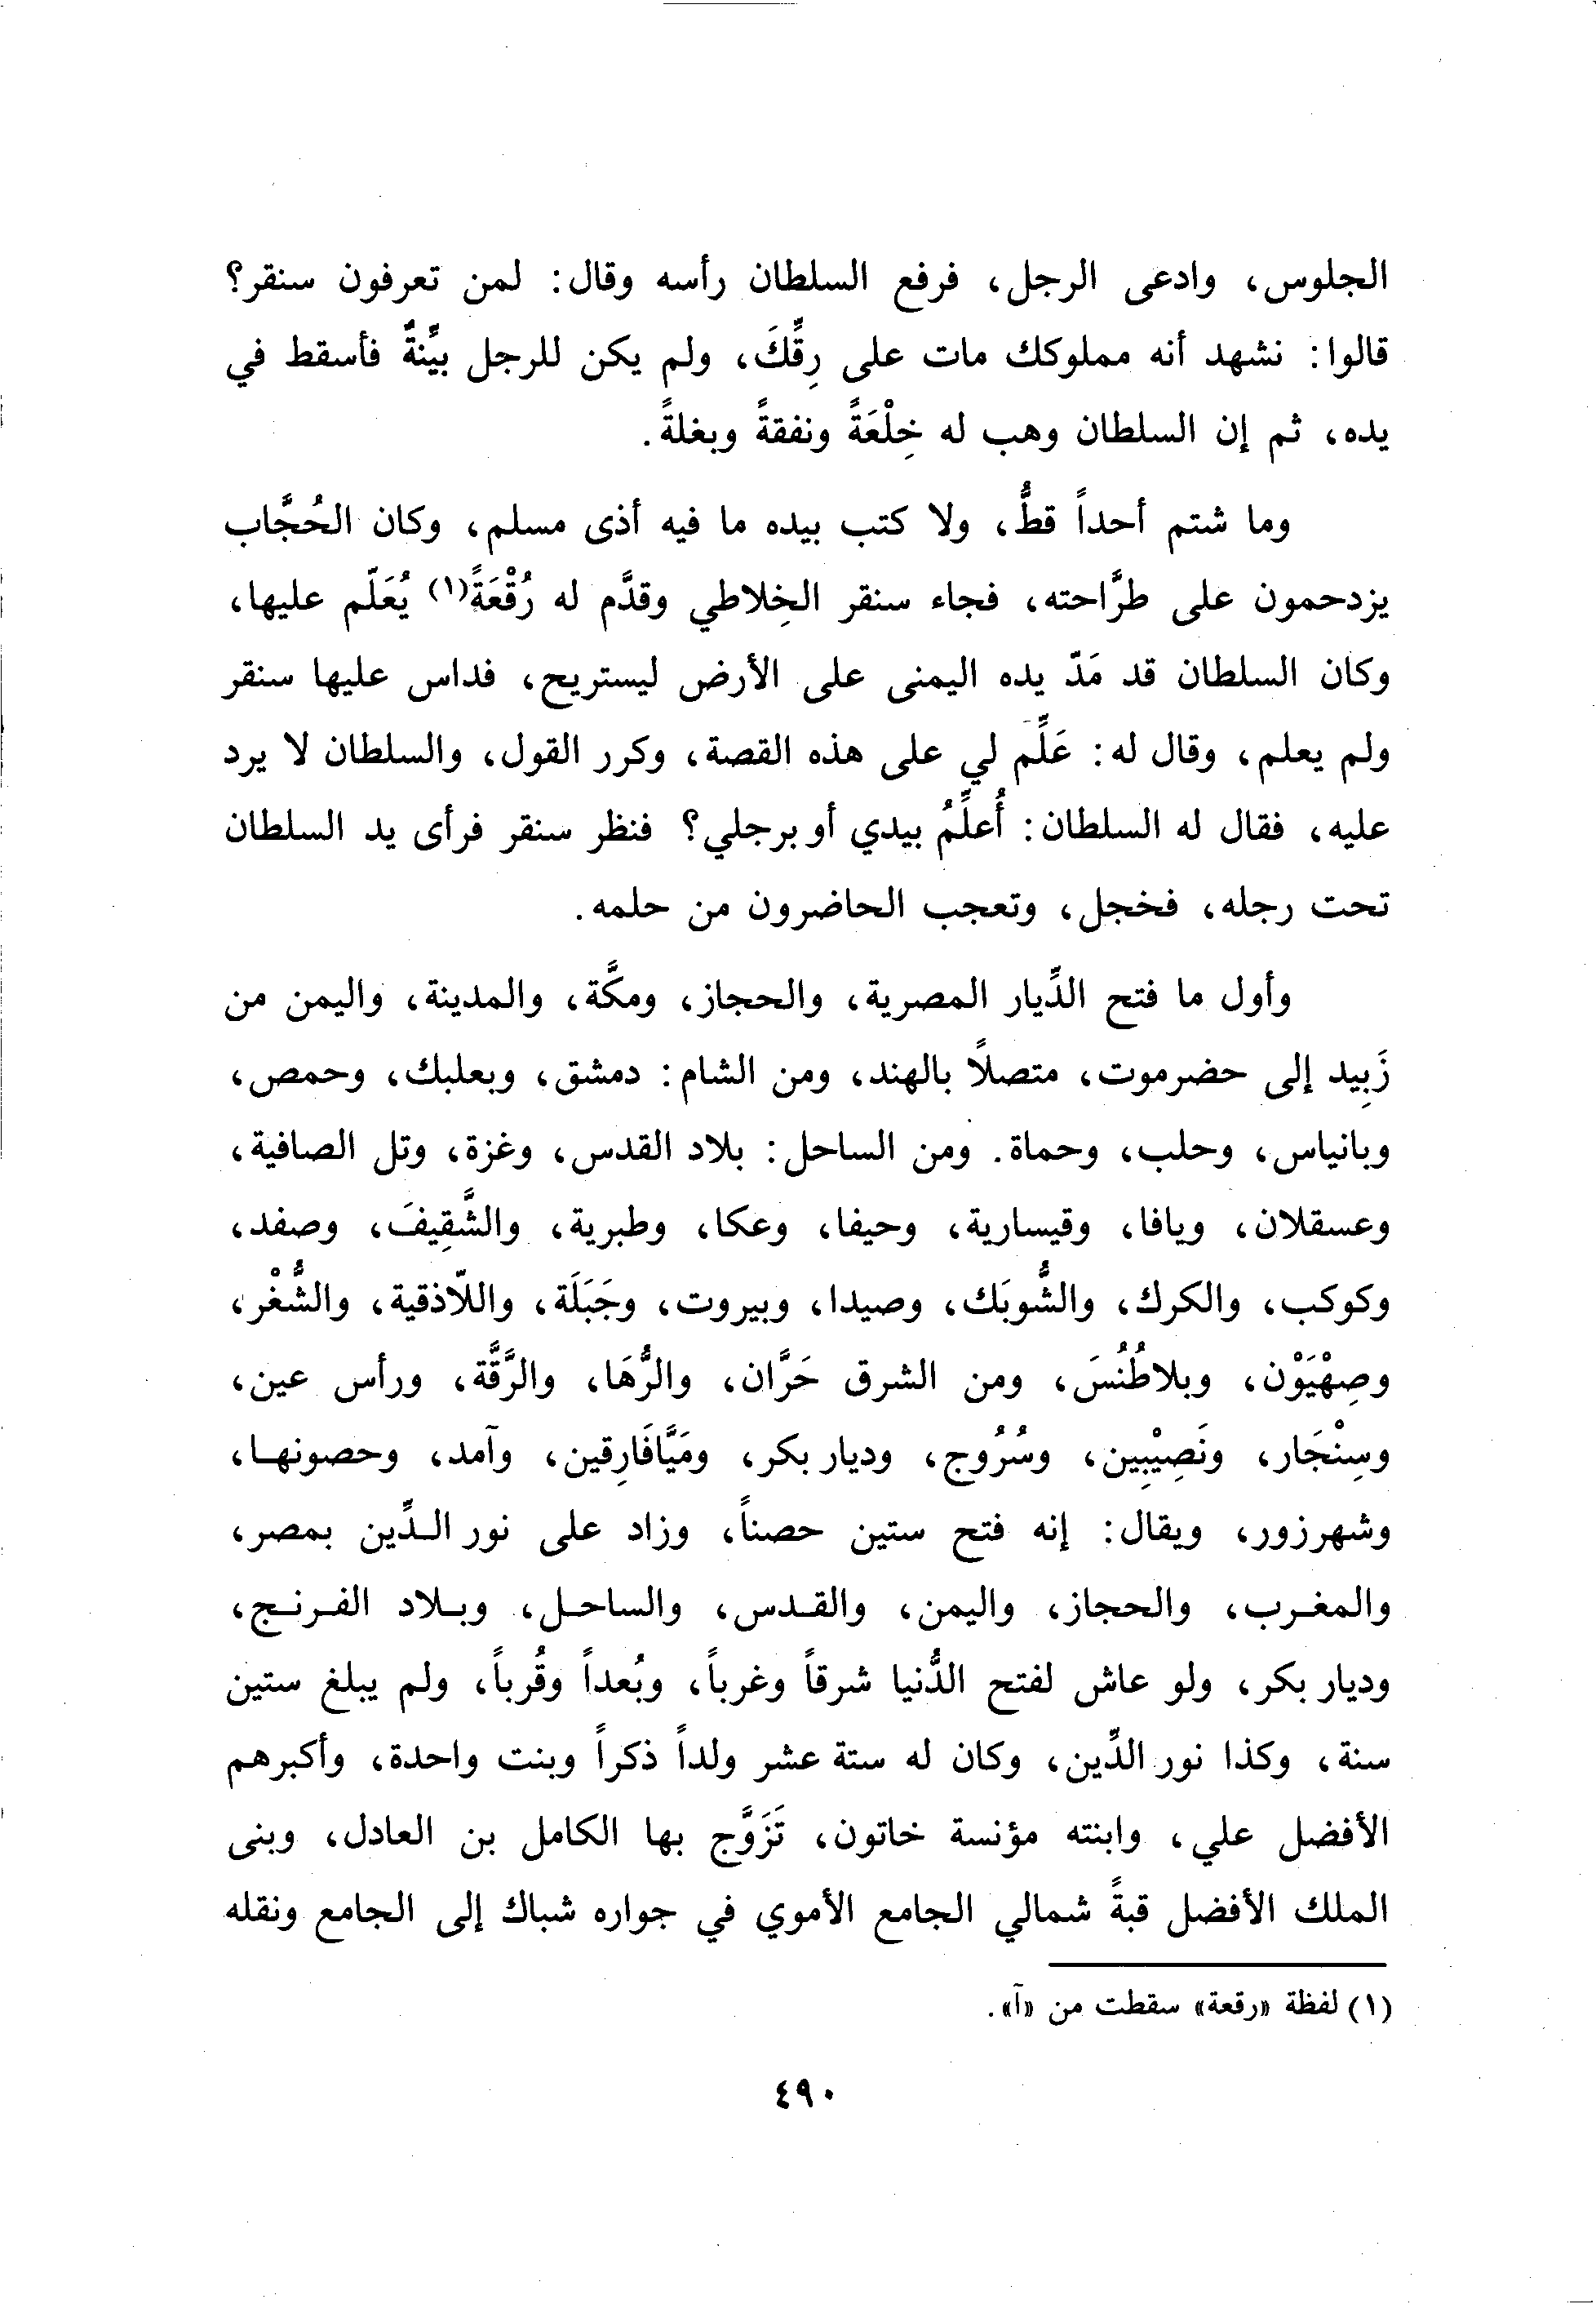 الجلوس، وادعى الرجل، فرفع السلطان رأسه وقال: لمن تعرفون سنقر؟
قالوا: نشهد أنه مملوكك مات على رِقِّكَ، ولم يكن للرجل بيِّنةٌ فأسقط في
يده، ثم إن السلطان وهب له خِلْعَةً ونفقةً وبغلةً.
وما شتم أحداً قطُّ، ولا كتب بيده ما فيه أذى مسلم، وكان الحُجَّاب
يزدحمون على طرَّاحته، فجاء سنقر الخِلاطي وقدَّم له رُقْعَةً(١) يُعَلّم عليها،
وكان السلطان قد مَدّ يده اليمنى على الأرض ليستريح، فداس عليها سنقر
ولم يعلم، وقال له: عَلِّم لي على هذه القصة، وكرر القول، والسلطان لا يرد
عليه، فقال له السلطان: أُعلِّمُ بيدي أو برجلي؟ فنظر سنقر فرأى يد السلطان
تحت رجله، فخجل، وتعجب الحاضرون من حلمه.
وأول ما فتح الدِّيار المصرية، والحجاز، ومكَّة، والمدينة، واليمن من
زَبِيد إلى حضرموت، متصلاً بالهند، ومن الشام: دمشق، وبعلبك، وحمص،
وبانياس، وحلب، وحماة. ومن الساحل: بلاد القدس، وغزة، وتل الصافية،
وعسقلان، ويافا، وقيسارية، وحيفا، وعكا، وطبرية، والشَّقِيفَ، وصفد،
وكوكب، والكرك، والشُّوبَك، وصيدا، وبيروت، وجَبَلَة، واللّاذقية، والشُّغْر،
وصِهْيَوْن، وبلاطُنُسَ، ومن الشرق حَرَّان، والرُّهَا، والرَّقَّة، ورأس عين،
وسِنْجَار، ونَصِيْبِين، وسُرُوج، وديار بكر، ومَيَّافَارِقين، وآمد، وحصونهـا،
وشهرزور، ويقال: إنه فتح ستين حصناً، وزاد على نور الـدِّين بمصر،
والمغـرب، والحجاز، واليمن، والقـدس، والساحـل، وبـلاد الفـرنـج،
وديار بكر، ولو عاش لفتح الدُّنيا شرقاً وغرباً، وبُعداً وقُرباً، ولم يبلغ ستين
سنة، وكذا نور الدِّين، وكان له ستة عشر ولداً ذكراً وبنت واحدة، وأكبرهم
الأفضل علي، وابنته مؤنسة خاتون، تَزَوَّج بها الكامل بن العادل، وبنى
الملك الأفضل قبةً شمالي الجامع الأموي في جواره شباك إلى الجامع ونقله
(١) لفظة «رقعة» سقطت من «آ».
٤٩٠